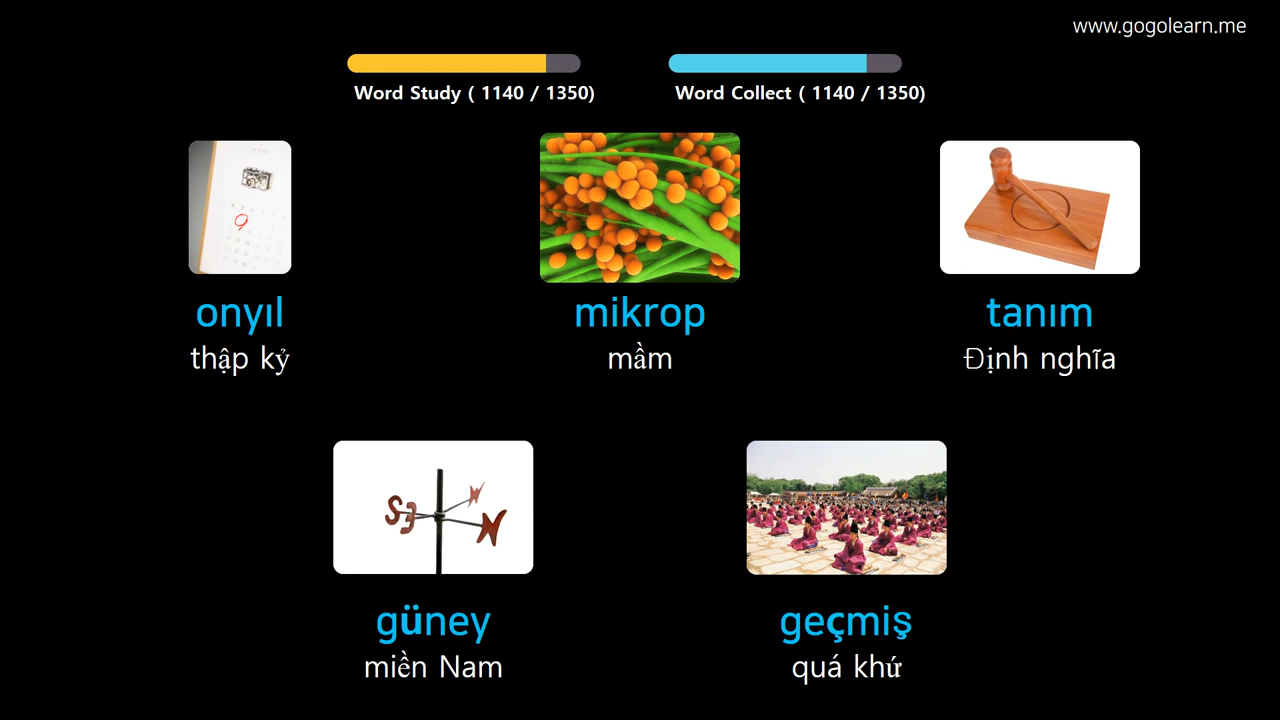 www.gogolearn.me
Word Study ( 1140 / 1350)
Word Collect ( 1140 / 1350)
onyıl
thập kỷ
mikrop
mầm
tanım
Định nghĩa
güney
miền Nam
geçmiş
quá khứ